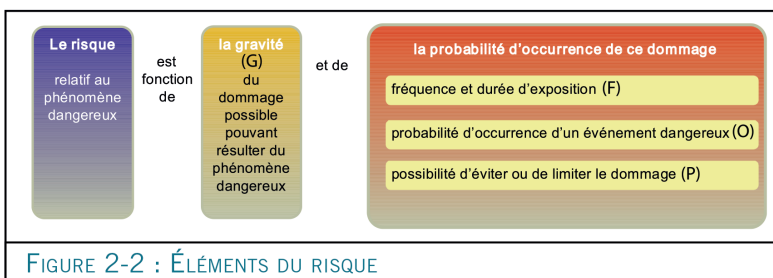 Le risque
relatif au
phénomène
dangereux
est
fonction
de
la gravité
(G)
du
dommage
possible
pouvant
résulter du
phénomène
dangereux
et de
la probabilité d'occurrence de ce dommage
fréquence et durée d'exposition (F)
probabilité d'occurrence d'un événement dangereux (O)
possibilité d'éviter ou de limiter le dommage (P)
FIGURE 2-2 : ÉLÉMENTS DU RISQUE